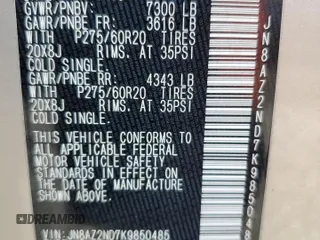 GVWR/PNBV: 7300 LB
GAWR/PNBE FR: 3616 LB
WITH P275/60R20 TIRES
20X8J RIMS. AT 35PSI
COLD SINGLE.
GAWR/PNBE RR: 4343 LB
WITH P275/60R20 TIRES
20X8J RIMS, AT 35PSI
COLD SINGLE.
THIS VEHICLE CONFORMS TO
ALL APPLICABLE FEDERAL
MOTOR VEHICLE SAFETY
STANDARDS IN EFFECT ON
THE DATE OF MANUFACTURE
SHOWN ABOVE.
VIN: JN8AZ2ND7K9850485
JN8AZ2ND7K985048